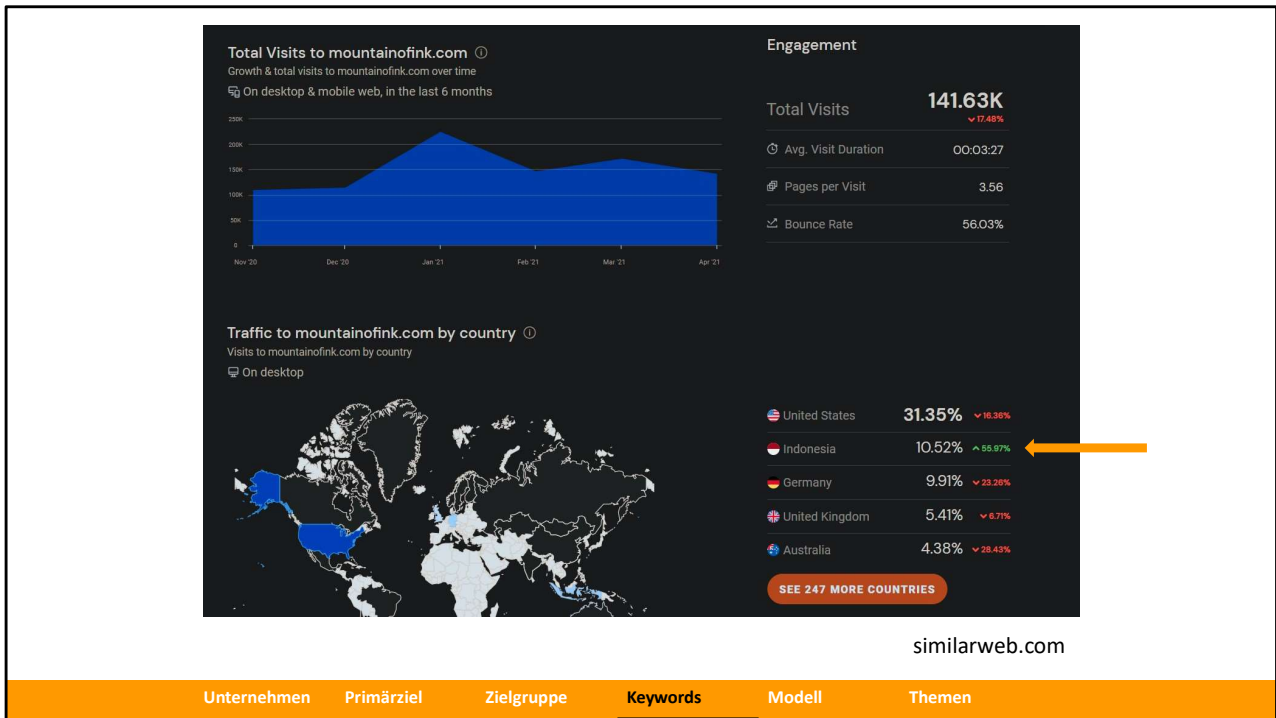 Total Visits to mountainofink.com
Growth & total visits to mountainofink.com over time
On desktop & mobile web, in the last 6 months
250K
200K
150K
100K
50K
0
Nov '20 Dec '20 Jan '21 Feb '21 Mar '21 Apr '21
Engagement
Total Visits 141.63K
17.48%
Avg. Visit Duration 00:03:27
Pages per Visit 3.56
Bounce Rate 56.03%
Traffic to mountainofink.com by country
Visits to mountainofink.com by country
On desktop
United States 31.35% 16.36%
Indonesia 10.52% 55.97%
Germany 9.91% 23.26%
United Kingdom 5.41% 6.71%
Australia 4.38% 28.43%
SEE 247 MORE COUNTRIES
similarweb.com
Unternehmen Primärziel Zielgruppe Keywords Modell Themen